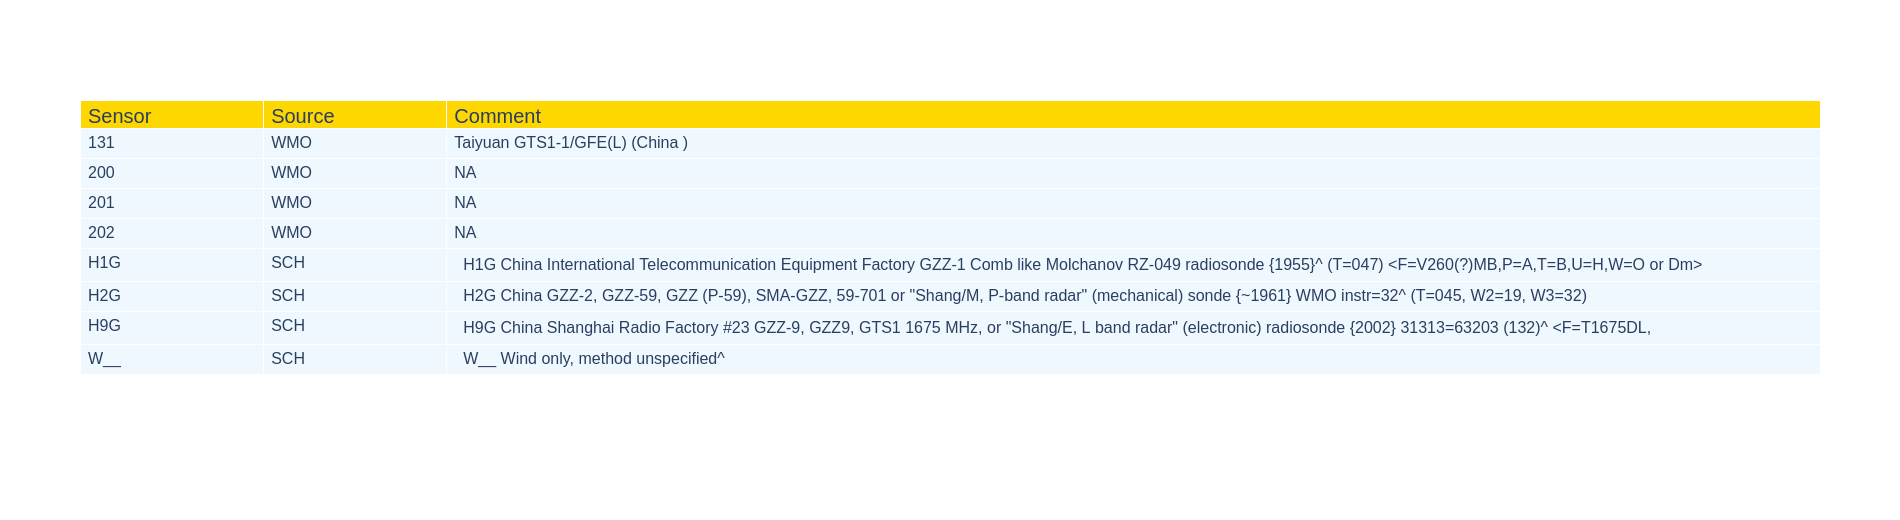 Sensor Source Comment
131 WMO Taiyuan GTS1-1/GFE(L) (China )
200 WMO NA
201 WMO NA
202 WMO NA
H1G SCH H1G China International Telecommunication Equipment Factory GZZ-1 Comb like Molchanov RZ-049 radiosonde {1955}^ (T=047) <F=V260(?)MB,P=A,T=B,U=H,W=O or Dm>
H2G SCH H2G China GZZ-2, GZZ-59, GZZ (P-59), SMA-GZZ, 59-701 or "Shang/M, P-band radar" (mechanical) sonde {~1961} WMO instr=32^ (T=045, W2=19, W3=32)
H9G SCH H9G China Shanghai Radio Factory #23 GZZ-9, GZZ9, GTS1 1675 MHz, or "Shang/E, L band radar" (electronic) radiosonde {2002} 31313=63203 (132)^ <F=T1675DL,
W__ SCH W__ Wind only, method unspecified^